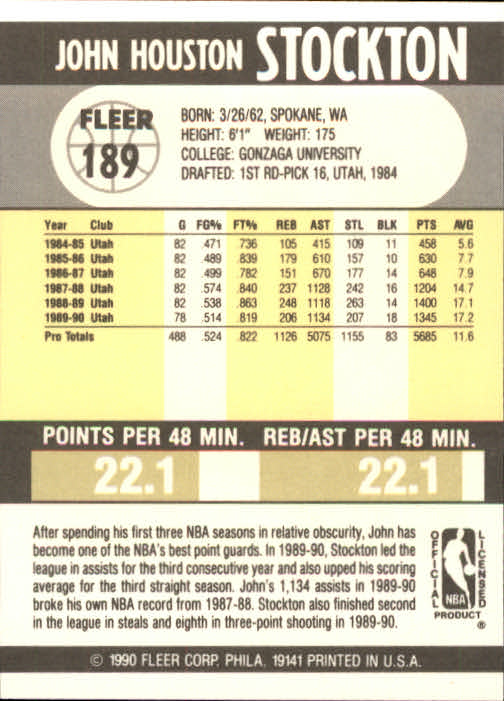 JOHN HOUSTON STOCKTON
FLEER
189
BORN: 3/26/62, SPOKANE, WA
HEIGHT: 6'1" WEIGHT: 175
COLLEGE: GONZAGA UNIVERSITY
DRAFTED: 1ST RD-PICK 16, UTAH, 1984
Year Club G FG% FT% REB AST STL BLK PTS AVG
1984-85 Utah 82 .471 .736 105 415 109 11 458 5.6
1985-86 Utah 82 .489 .839 179 610 157 10 630 7.7
1986-87 Utah 82 .499 .782 151 670 177 14 648 7.9
1987-88 Utah 82 .574 .840 237 1128 242 16 1204 14.7
1988-89 Utah 82 .538 .863 248 1118 263 14 1400 17.1
1989-90 Utah 78 .514 .819 206 1134 207 18 1345 17.2
Pro Totals 488 .524 .822 1126 5075 1155 83 5685 11.6
POINTS PER 48 MIN. REB/AST PER 48 MIN.
22.1 22.1
After spending his first three NBA seasons in relative obscurity, John has
become one of the NBA's best point guards. In 1989-90, Stockton led the
league in assists for the third consecutive year and also upped his scoring
average for the third straight season. John's 1,134 assists in 1989-90
broke his own NBA record from 1987-88. Stockton also finished second
in the league in steals and eighth in three-point shooting in 1989-90.
OFFICIAL
LICENSED
NBA
PRODUCT
®
© 1990 FLEER CORP. PHILA. 19141 PRINTED IN U.S.A.